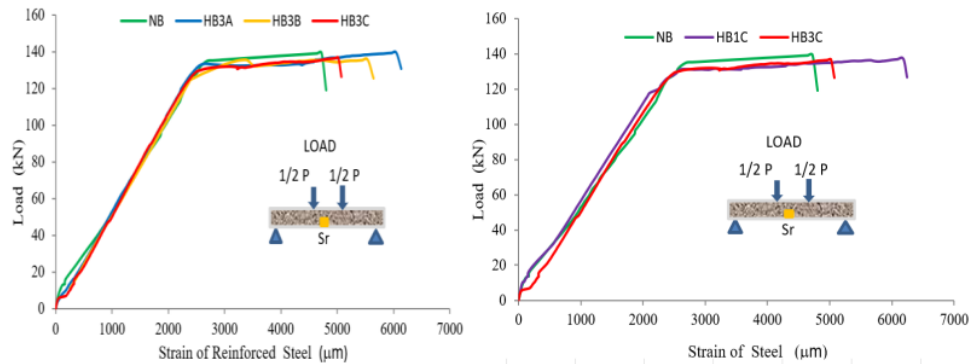 NB HB3A HB3B HB3C
160
140
120
100
80
60
40
20
0
Load (kN)
LOAD
1/2 P 1/2 P
Sr
0 1000 2000 3000 4000 5000 6000 7000
Strain of Reinforced Steel (μm)
NB HB1C HB3C
160
140
120
100
80
60
40
20
0
Load (kN)
LOAD
1/2 P 1/2 P
Sr
0 1000 2000 3000 4000 5000 6000 7000
Strain of Steel (μm)